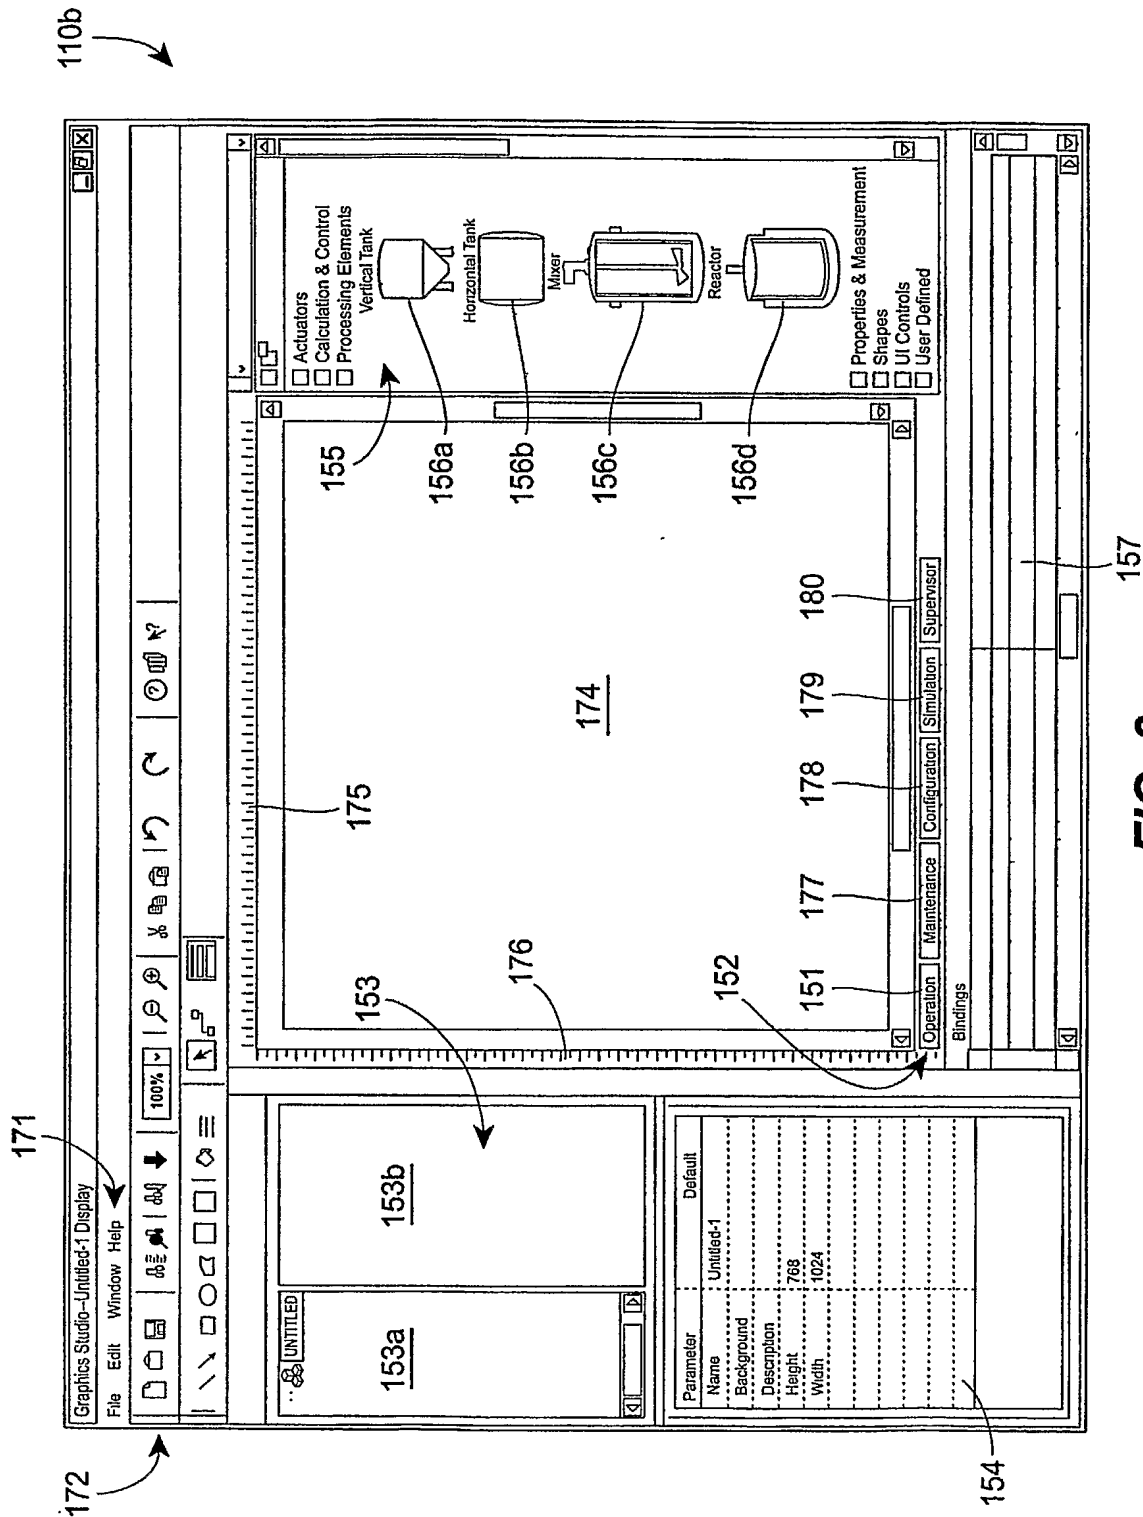 110b
171
172
Graphics Studio--Untitled-1 Display
File Edit Window Help
100%
?
?
175
176
153
UNTITLED
153a
153b
174
155
Actuators
Calculation & Control
Processing Elements
Vertical Tank
156a
Horizontal Tank
156b
Mixer
156c
Reactor
156d
Properties & Measurement
Shapes
UI Controls
User Defined
Parameter Default
Name Untitled-1
Background
Description
Height 768
Width 1024
154
152
151
177
178
179
180
Operation Maintenance Configuration Simulation Supervisor
Bindings
157